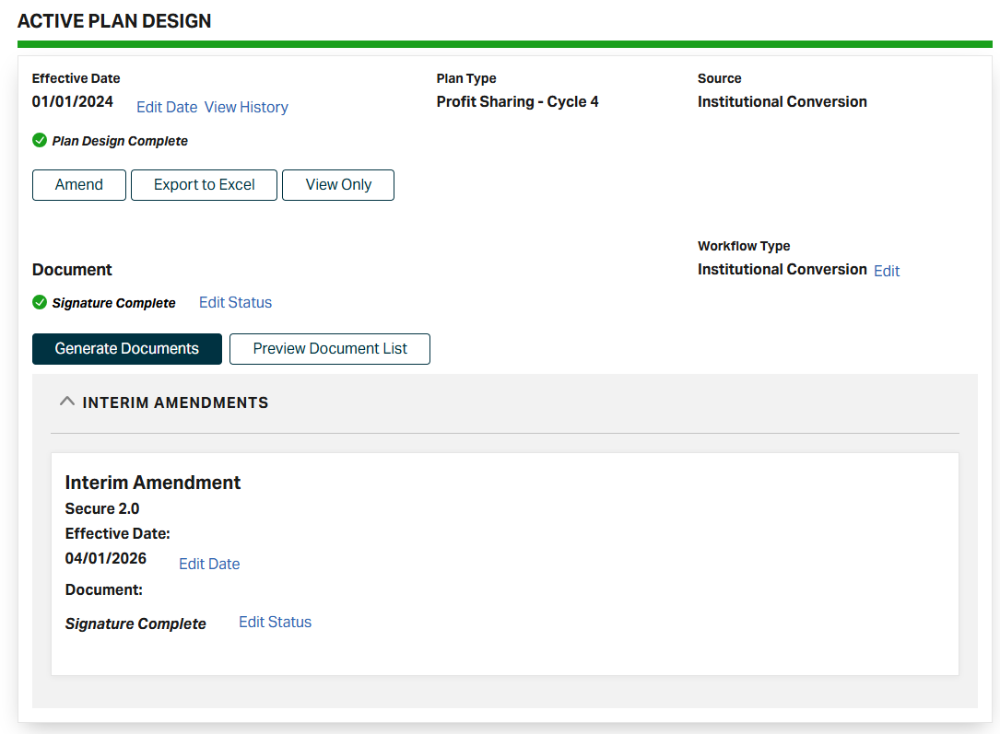 ACTIVE PLAN DESIGN
Effective Date
01/01/2024 Edit Date View History
Plan Type
Profit Sharing - Cycle 4
Source
Institutional Conversion
Plan Design Complete
Amend Export to Excel View Only
Workflow Type
Institutional Conversion Edit
Document
Signature Complete Edit Status
Generate Documents Preview Document List
INTERIM AMENDMENTS
Interim Amendment
Secure 2.0
Effective Date:
04/01/2026 Edit Date
Document:
Signature Complete Edit Status